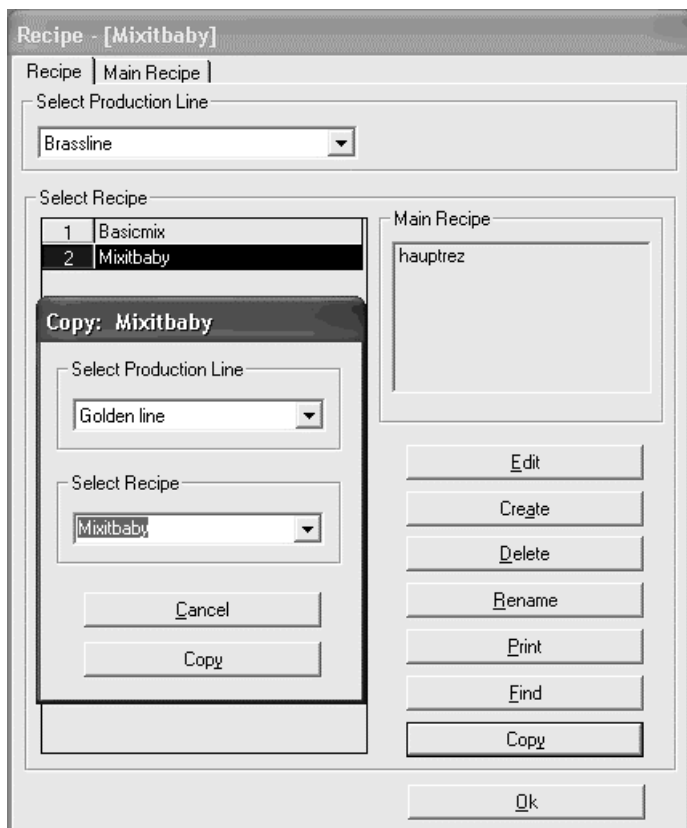 Recipe - [Mixitbaby]
Recipe Main Recipe
Select Production Line
Brassline
Select Recipe
1 Basicmix
2 Mixitbaby
Main Recipe
hauptrez
Copy: Mixitbaby
Select Production Line
Golden line
Select Recipe
Mixitbaby
Cancel
Copy
Edit
Create
Delete
Rename
Print
Find
Copy
Ok